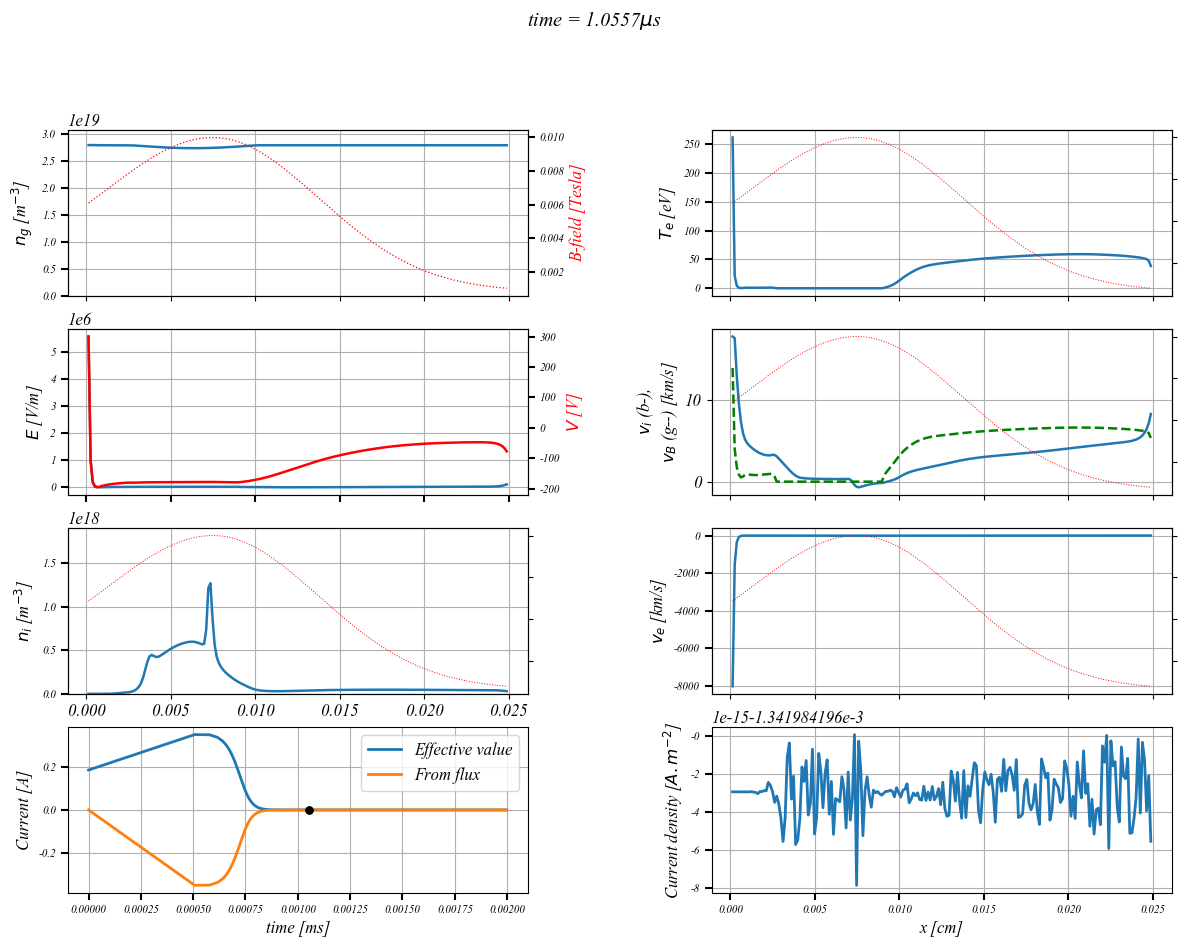 time = 1.0557μs
1e19
3.0
2.5
2.0
1.5
1.0
0.5
0.0
n_g [m^−3]
0.010
0.008
0.006
0.004
0.002
B-field [Tesla]
250
200
150
100
50
0
T_e [eV]
1e6
5
4
3
2
1
0
E [V/m]
300
200
100
0
-100
-200
V [V]
10
0
v_i (b-),
v_B (g--) [km/s]
1e18
1.5
1.0
0.5
0.0
n_i [m^−3]
0.000 0.005 0.010 0.015 0.020 0.025
0
-2000
-4000
-6000
-8000
v_e [km/s]
0.2
0.0
-0.2
Current [A]
Effective value
From flux
0.00000 0.00025 0.00050 0.00075 0.00100 0.00125 0.00150 0.00175 0.00200
time [ms]
1e-15-1.341984196e-3
-0
-2
-4
-6
-8
Current density [A.m^−2]
0.000 0.005 0.010 0.015 0.020 0.025
x [cm]